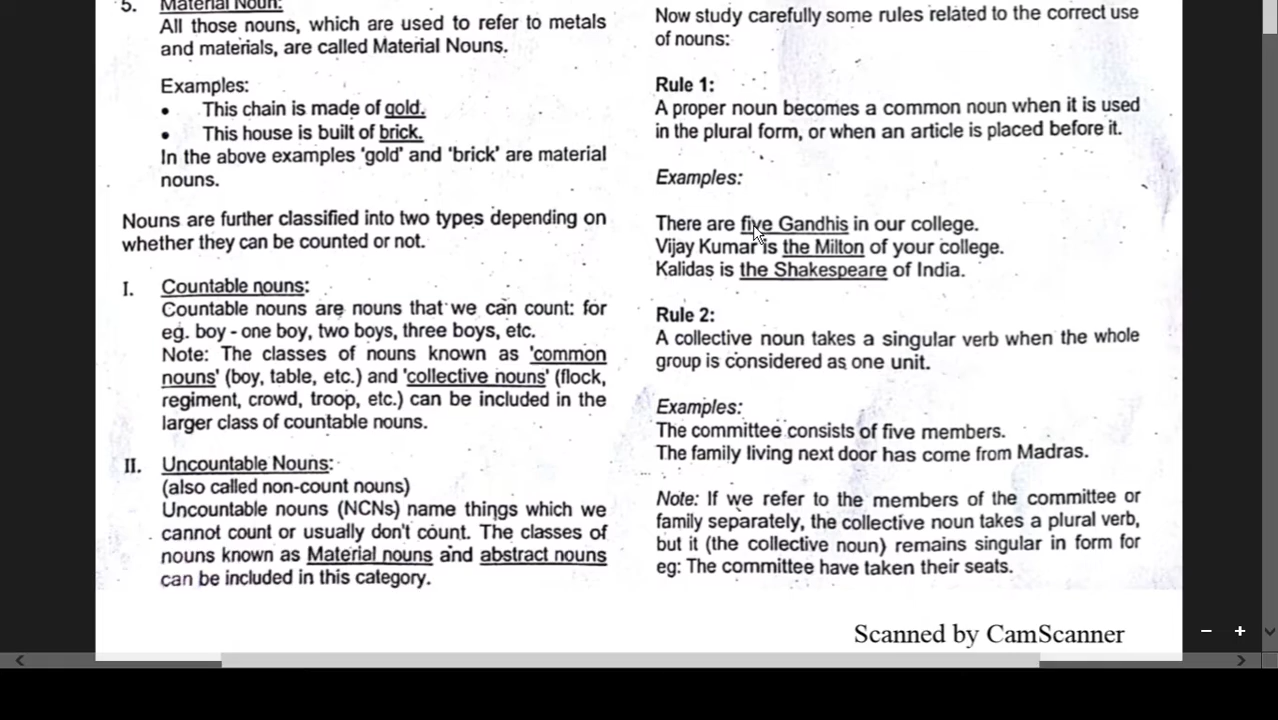 5. Material Noun:
All those nouns, which are used to refer to metals
and materials, are called Material Nouns.
Examples:
• This chain is made of gold.
• This house is built of brick.
In the above examples 'gold' and 'brick' are material
nouns.
Nouns are further classified into two types depending on
whether they can be counted or not.
I. Countable nouns:
Countable nouns are nouns that we can count: for
eg. boy - one boy, two boys, three boys, etc.
Note: The classes of nouns known as 'common
nouns' (boy, table, etc.) and 'collective nouns' (flock,
regiment, crowd, troop, etc.) can be included in the
larger class of countable nouns.
II. Uncountable Nouns:
(also called non-count nouns)
Uncountable nouns (NCNs) name things which we
cannot count or usually don't count. The classes of
nouns known as Material nouns and abstract nouns
can be included in this category.
Now study carefully some rules related to the correct use
of nouns:
Rule 1:
A proper noun becomes a common noun when it is used
in the plural form, or when an article is placed before it.
Examples:
There are five Gandhis in our college.
Vijay Kumar is the Milton of your college.
Kalidas is the Shakespeare of India.
Rule 2:
A collective noun takes a singular verb when the whole
group is considered as one unit.
Examples:
The committee consists of five members.
The family living next door has come from Madras.
Note: If we refer to the members of the committee or
family separately, the collective noun takes a plural verb,
but it (the collective noun) remains singular in form for
eg: The committee have taken their seats.
Scanned by CamScanner